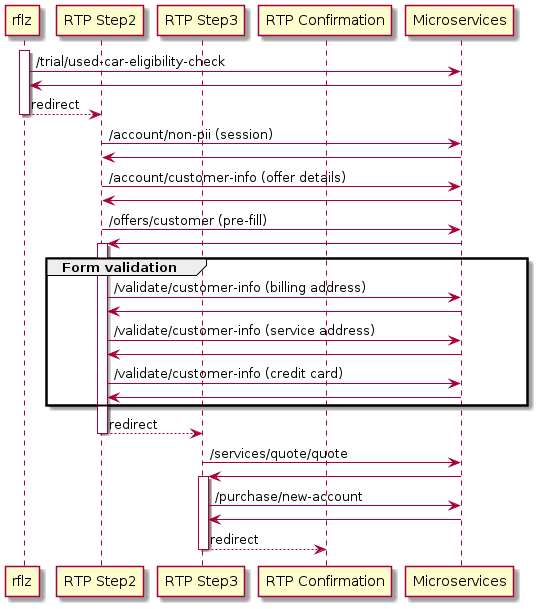 rflz RTP Step2 RTP Step3 RTP Confirmation Microservices
/trial/used-car-eligibility-check
redirect
/account/non-pii (session)
/account/customer-info (offer details)
/offers/customer (pre-fill)
Form validation
/validate/customer-info (billing address)
/validate/customer-info (service address)
/validate/customer-info (credit card)
redirect
/services/quote/quote
/purchase/new-account
redirect
rflz RTP Step2 RTP Step3 RTP Confirmation Microservices